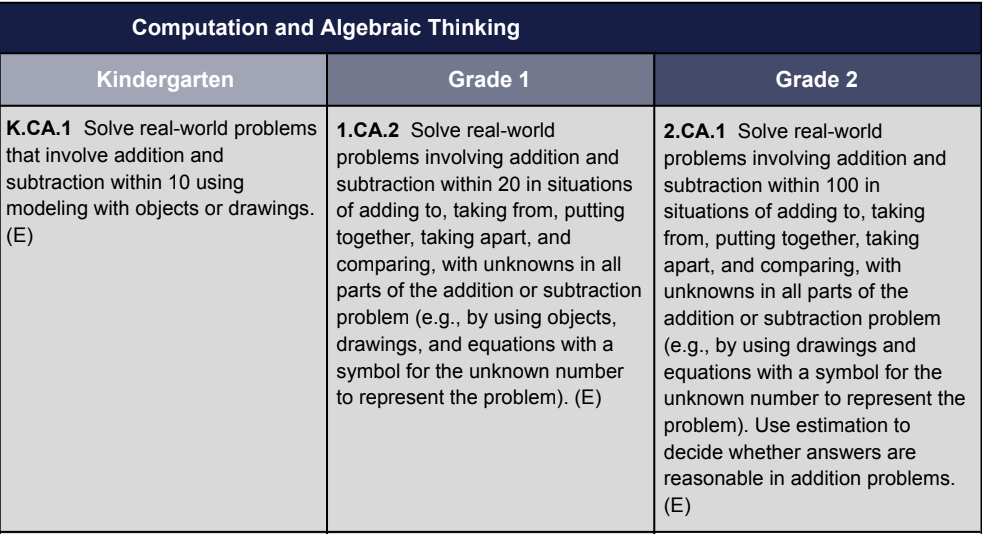 Computation and Algebraic Thinking
Kindergarten
Grade 1
Grade 2
K.CA.1 Solve real-world problems
that involve addition and
subtraction within 10 using
modeling with objects or drawings.
(E)
1.CA.2 Solve real-world
problems involving addition and
subtraction within 20 in situations
of adding to, taking from, putting
together, taking apart, and
comparing, with unknowns in all
parts of the addition or subtraction
problem (e.g., by using objects,
drawings, and equations with a
symbol for the unknown number
to represent the problem). (E)
2.CA.1 Solve real-world
problems involving addition and
subtraction within 100 in
situations of adding to, taking
from, putting together, taking
apart, and comparing, with
unknowns in all parts of the
addition or subtraction problem
(e.g., by using drawings and
equations with a symbol for the
unknown number to represent the
problem). Use estimation to
decide whether answers are
reasonable in addition problems.
(E)